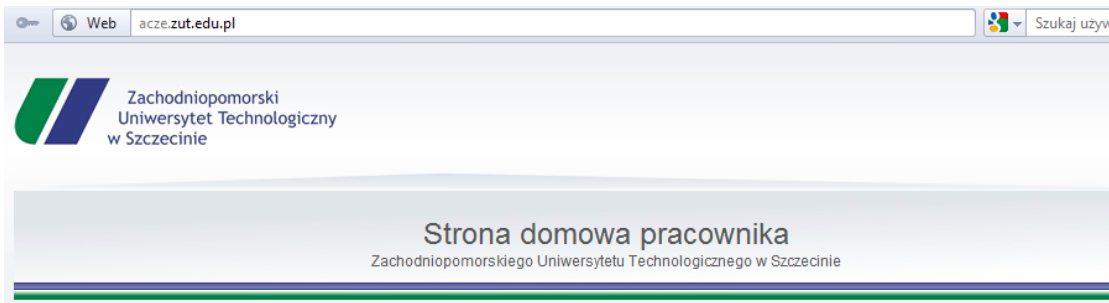 Web acze.zut.edu.pl Szukaj używ
Zachodniopomorski
Uniwersytet Technologiczny
w Szczecinie
Strona domowa pracownika
Zachodniopomorskiego Uniwersytetu Technologicznego w Szczecinie